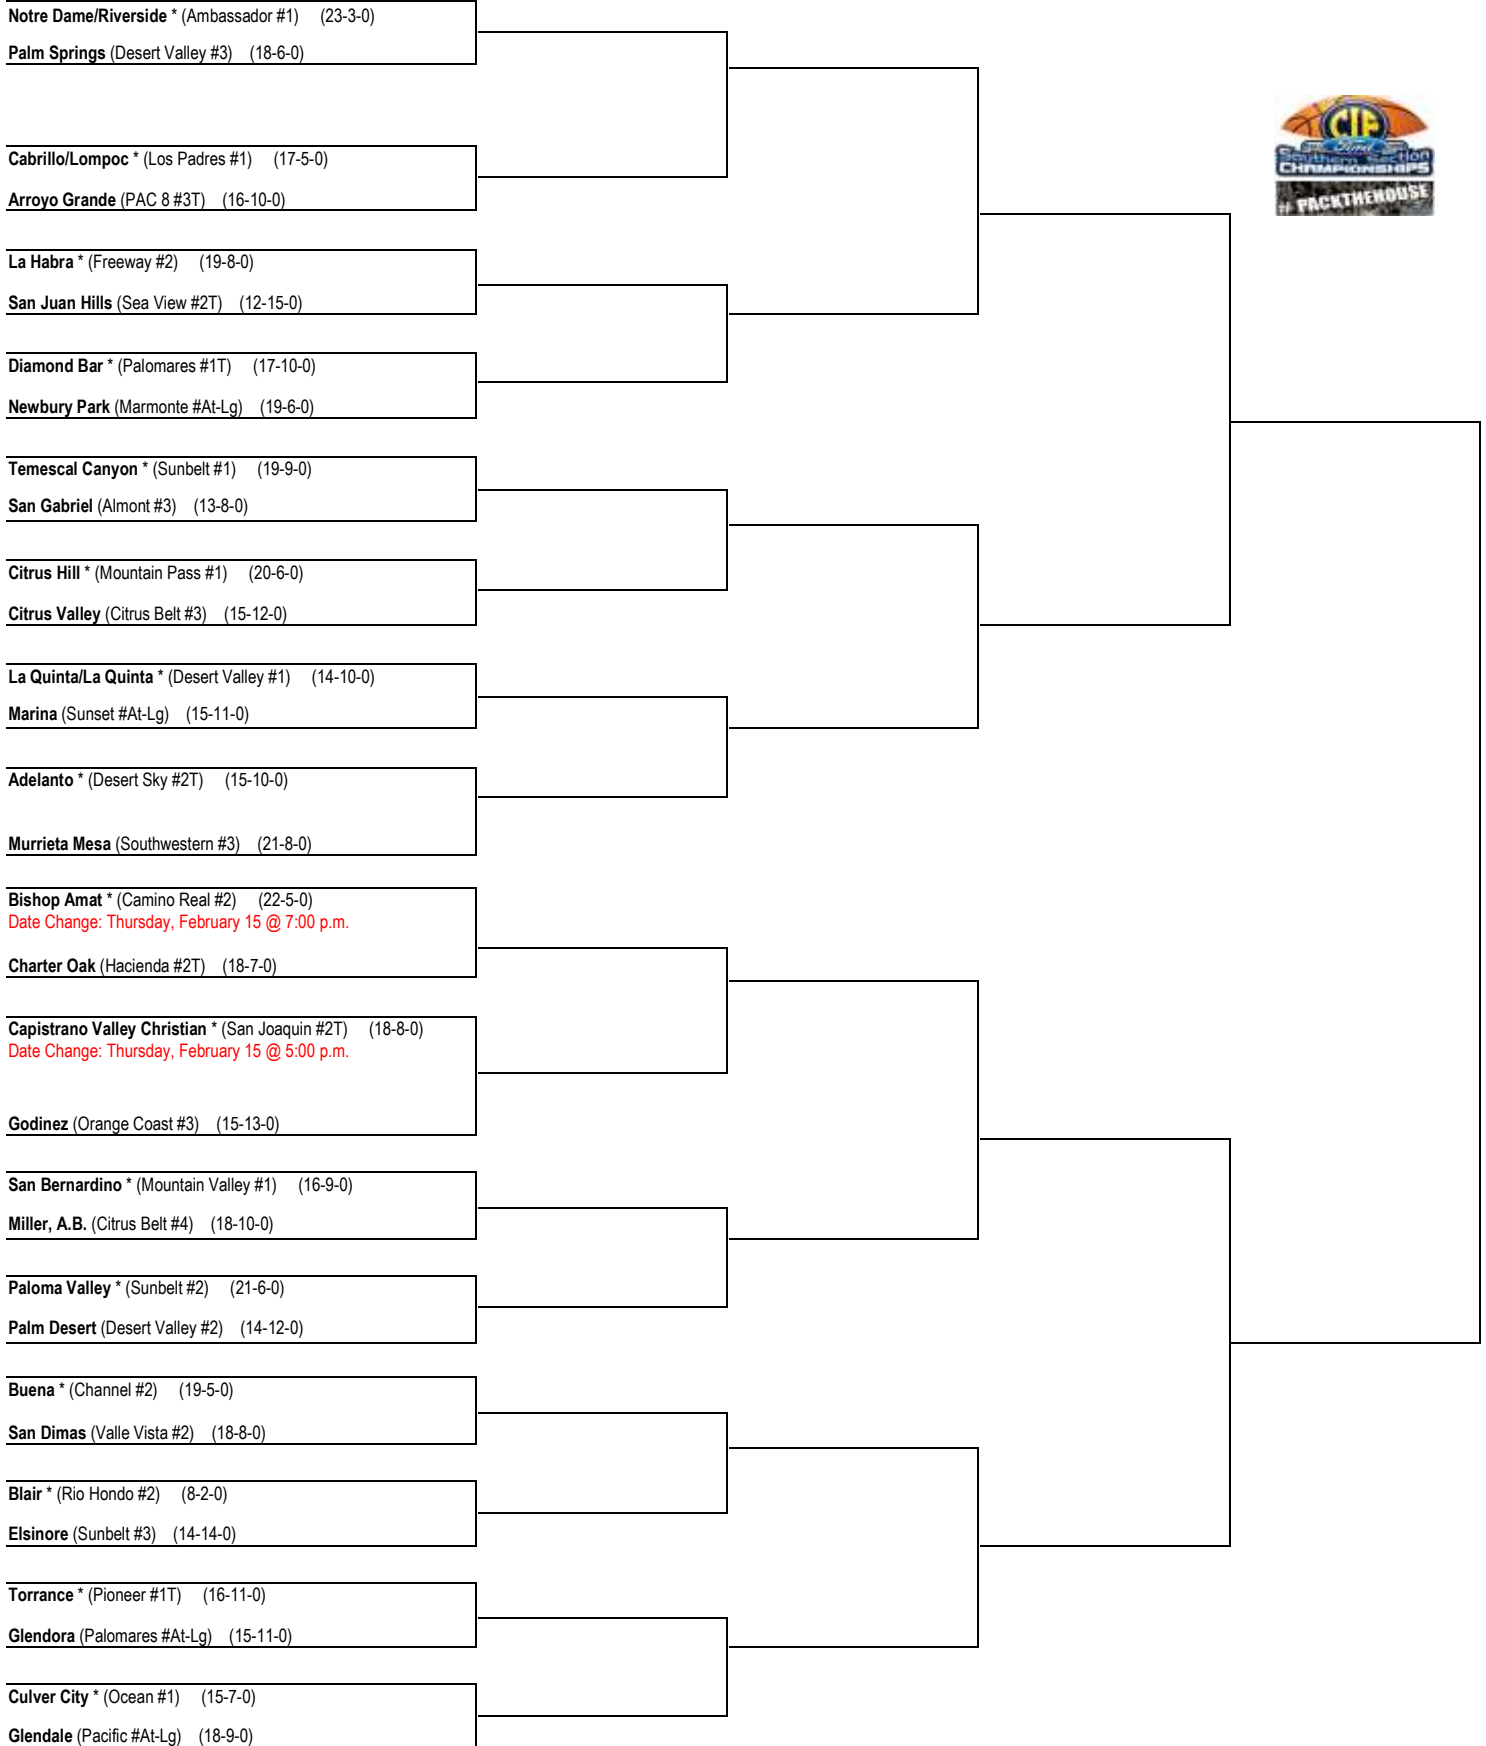 Notre Dame/Riverside * (Ambassador #1) (23-3-0)
Palm Springs (Desert Valley #3) (18-6-0)
CIF
Ford
Southern Section
CHAMPIONSHIPS
# PACKTHEHOUSE
Cabrillo/Lompoc * (Los Padres #1) (17-5-0)
Arroyo Grande (PAC 8 #3T) (16-10-0)
La Habra * (Freeway #2) (19-8-0)
San Juan Hills (Sea View #2T) (12-15-0)
Diamond Bar * (Palomares #1T) (17-10-0)
Newbury Park (Marmonte #At-Lg) (19-6-0)
Temescal Canyon * (Sunbelt #1) (19-9-0)
San Gabriel (Almont #3) (13-8-0)
Citrus Hill * (Mountain Pass #1) (20-6-0)
Citrus Valley (Citrus Belt #3) (15-12-0)
La Quinta/La Quinta * (Desert Valley #1) (14-10-0)
Marina (Sunset #At-Lg) (15-11-0)
Adelanto * (Desert Sky #2T) (15-10-0)
Murrieta Mesa (Southwestern #3) (21-8-0)
Bishop Amat * (Camino Real #2) (22-5-0)
Date Change: Thursday, February 15 @ 7:00 p.m.
Charter Oak (Hacienda #2T) (18-7-0)
Capistrano Valley Christian * (San Joaquin #2T) (18-8-0)
Date Change: Thursday, February 15 @ 5:00 p.m.
Godinez (Orange Coast #3) (15-13-0)
San Bernardino * (Mountain Valley #1) (16-9-0)
Miller, A.B. (Citrus Belt #4) (18-10-0)
Paloma Valley * (Sunbelt #2) (21-6-0)
Palm Desert (Desert Valley #2) (14-12-0)
Buena * (Channel #2) (19-5-0)
San Dimas (Valle Vista #2) (18-8-0)
Blair * (Rio Hondo #2) (8-2-0)
Elsinore (Sunbelt #3) (14-14-0)
Torrance * (Pioneer #1T) (16-11-0)
Glendora (Palomares #At-Lg) (15-11-0)
Culver City * (Ocean #1) (15-7-0)
Glendale (Pacific #At-Lg) (18-9-0)